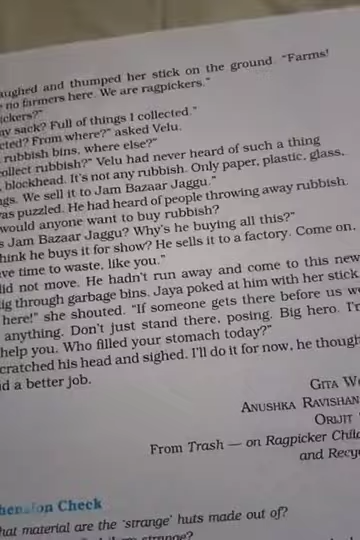 aughed and thumped her stick on the ground. "Farms!
no farmers here. We are ragpickers."
ickers?"
my sack? Full of things I collected."
cted? From where?" asked Velu.
rubbish bins, where else?"
ollect rubbish?" Velu had never heard of such a thing
, blockhead. It's not any rubbish. Only paper, plastic, glass,
ngs. We sell it to Jam Bazaar Jaggu."
was puzzled. He had heard of people throwing away rubbish.
would anyone want to buy rubbish?
s Jam Bazaar Jaggu? Why's he buying all this?"
hink he buys it for show? He sells it to a factory. Come on,
ve time to waste, like you."
did not move. He hadn't run away and come to this new
ig through garbage bins. Jaya poked at him with her stick.
here!" she shouted. "If someone gets there before us we
anything. Don't just stand there, posing. Big hero. I'm
help you. Who filled your stomach today?"
cratched his head and sighed. I'll do it for now, he though
d a better job.
GITA WO
ANUSHKA RAVISHAN
ORIJIT
From Trash — on Ragpicker Child
and Recy
hension Check
hat material are the 'strange' huts made out of?
strange?